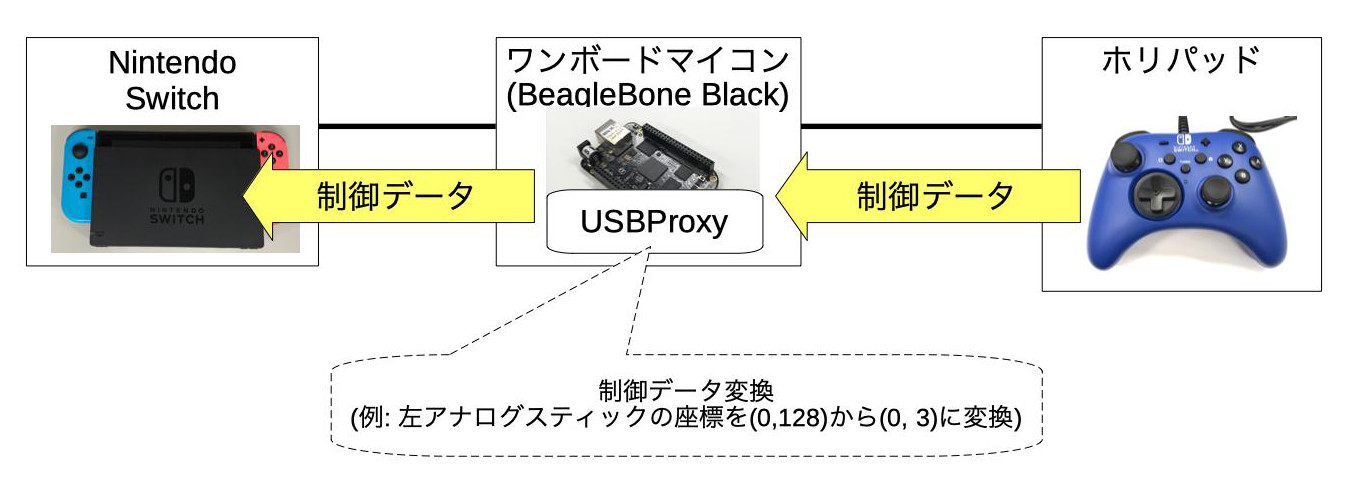 Nintendo
Switch
ワンボードマイコン
(BeagleBone Black)
ホリパッド
NINTENDO
SWITCH
制御データ
USBProxy
制御データ
制御データ変換
(例: 左アナログスティックの座標を(0,128)から(0, 3)に変換)